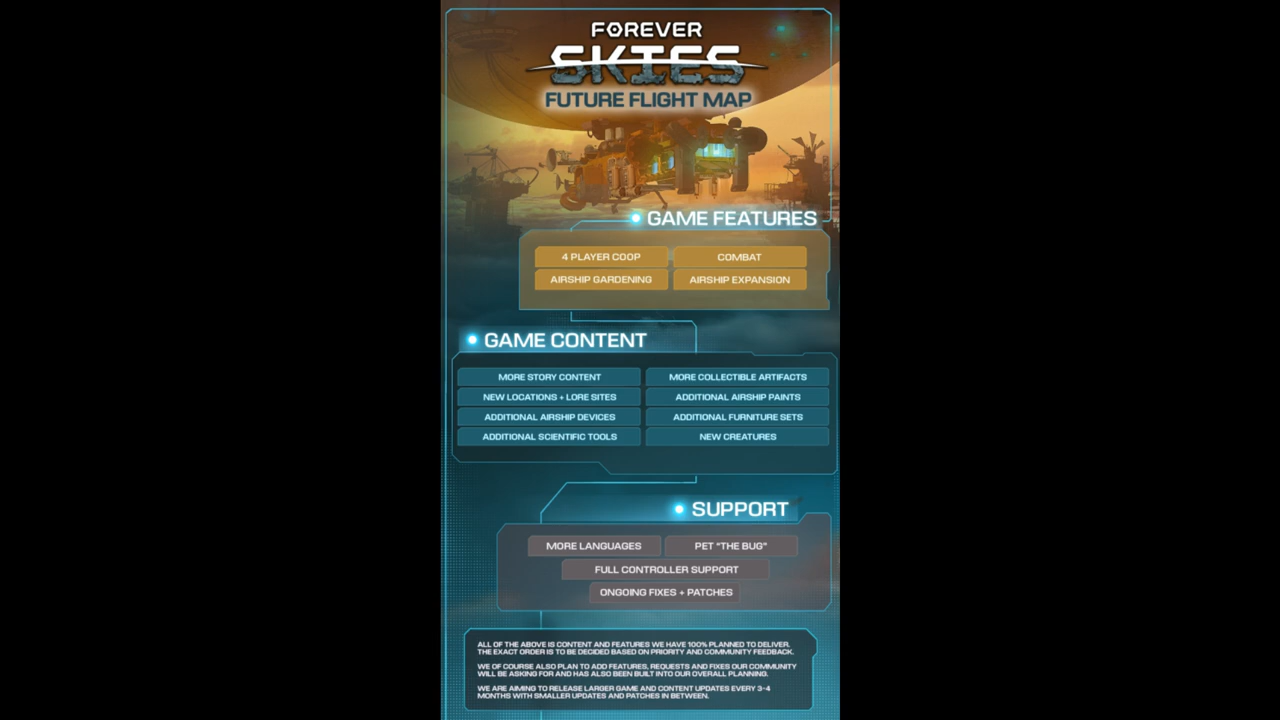 FOREVER
SKIES
FUTURE FLIGHT MAP
GAME FEATURES
4 PLAYER COOP
COMBAT
AIRSHIP GARDENING
AIRSHIP EXPANSION
GAME CONTENT
MORE STORY CONTENT
MORE COLLECTIBLE ARTIFACTS
NEW LOCATIONS + LORE SITES
ADDITIONAL AIRSHIP PAINTS
ADDITIONAL AIRSHIP DEVICES
ADDITIONAL FURNITURE SETS
ADDITIONAL SCIENTIFIC TOOLS
NEW CREATURES
SUPPORT
MORE LANGUAGES
PET "THE BUG"
FULL CONTROLLER SUPPORT
ONGOING FIXES + PATCHES
ALL OF THE ABOVE IS CONTENT AND FEATURES WE HAVE 100% PLANNED TO DELIVER.
THE EXACT ORDER IS TO BE DECIDED BASED ON PRIORITY AND COMMUNITY FEEDBACK.
WE OF COURSE ALSO PLAN TO ADD FEATURES, REQUESTS AND FIXES OUR COMMUNITY
WILL BE ASKING FOR AND HAS ALSO BEEN BUILT INTO OUR OVERALL PLANNING.
WE ARE AIMING TO RELEASE LARGER GAME AND CONTENT UPDATES EVERY 3-4
MONTHS WITH SMALLER UPDATES AND PATCHES IN BETWEEN.